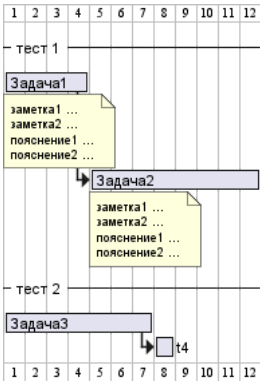 1 2 3 4 5 6 7 8 9 10 11 12
тест 1
Задача1
заметка1 ...
заметка2 ...
пояснение1 ...
пояснение2 ...
Задача2
заметка1 ...
заметка2 ...
пояснение1 ...
пояснение2 ...
тест 2
Задача3
t4
1 2 3 4 5 6 7 8 9 10 11 12